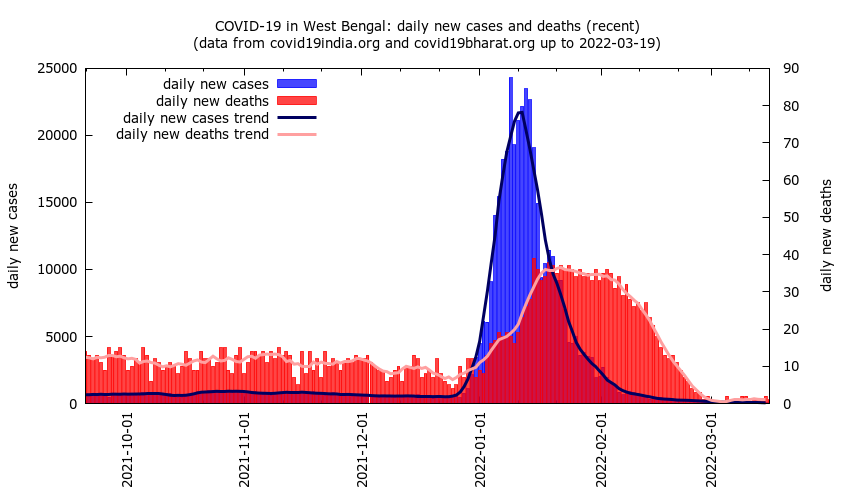 COVID-19 in West Bengal: daily new cases and deaths (recent)
(data from covid19india.org and covid19bharat.org up to 2022-03-19)
25000
20000
15000
10000
5000
0
daily new cases
daily new cases
daily new deaths
daily new cases trend
daily new deaths trend
90
80
70
60
50
40
30
20
10
0
daily new deaths
2021-10-01
2021-11-01
2021-12-01
2022-01-01
2022-02-01
2022-03-01